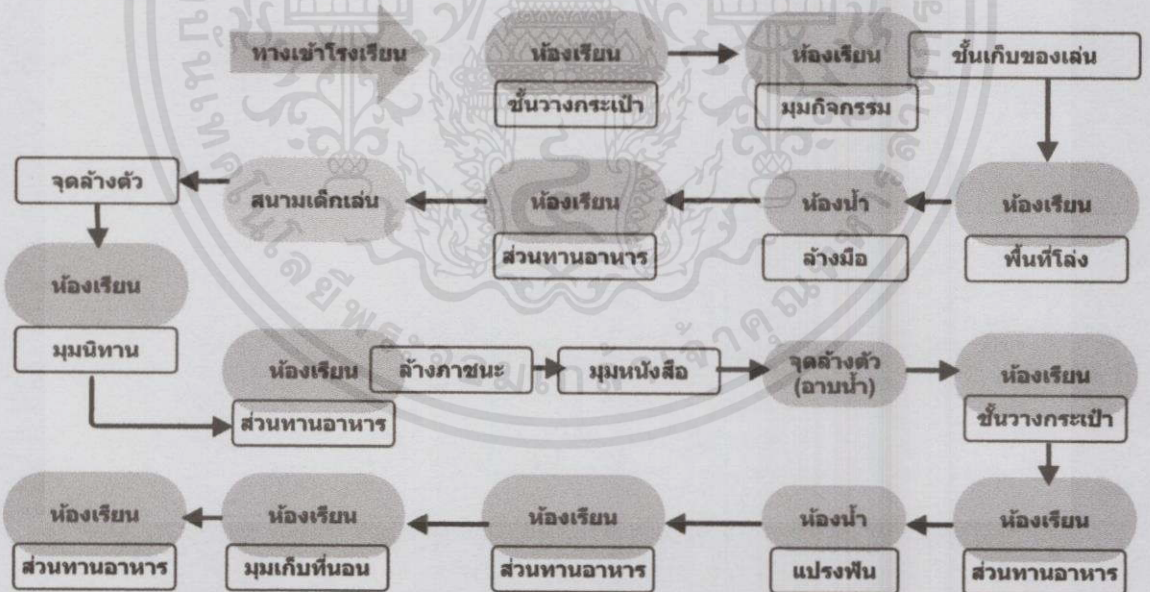 ทางเข้าโรงเรียน
ห้องเรียน
ชั้นวางกระเป๋า
ห้องเรียน
มุมกิจกรรม
ชั้นเก็บของเล่น
ห้องเรียน
พื้นที่โล่ง
ห้องน้ำ
ล้างมือ
ห้องเรียน
ส่วนทานอาหาร
สนามเด็กเล่น
จุดล้างตัว
ห้องเรียน
มุมนิทาน
ห้องเรียน
ส่วนทานอาหาร
ล้างภาชนะ
มุมหนังสือ
จุดล้างตัว
(อาบน้ำ)
ห้องเรียน
ชั้นวางกระเป๋า
ห้องเรียน
ส่วนทานอาหาร
ห้องน้ำ
แปรงฟัน
ห้องเรียน
ส่วนทานอาหาร
ห้องเรียน
มุมเก็บที่นอน
ห้องเรียน
ส่วนทานอาหาร